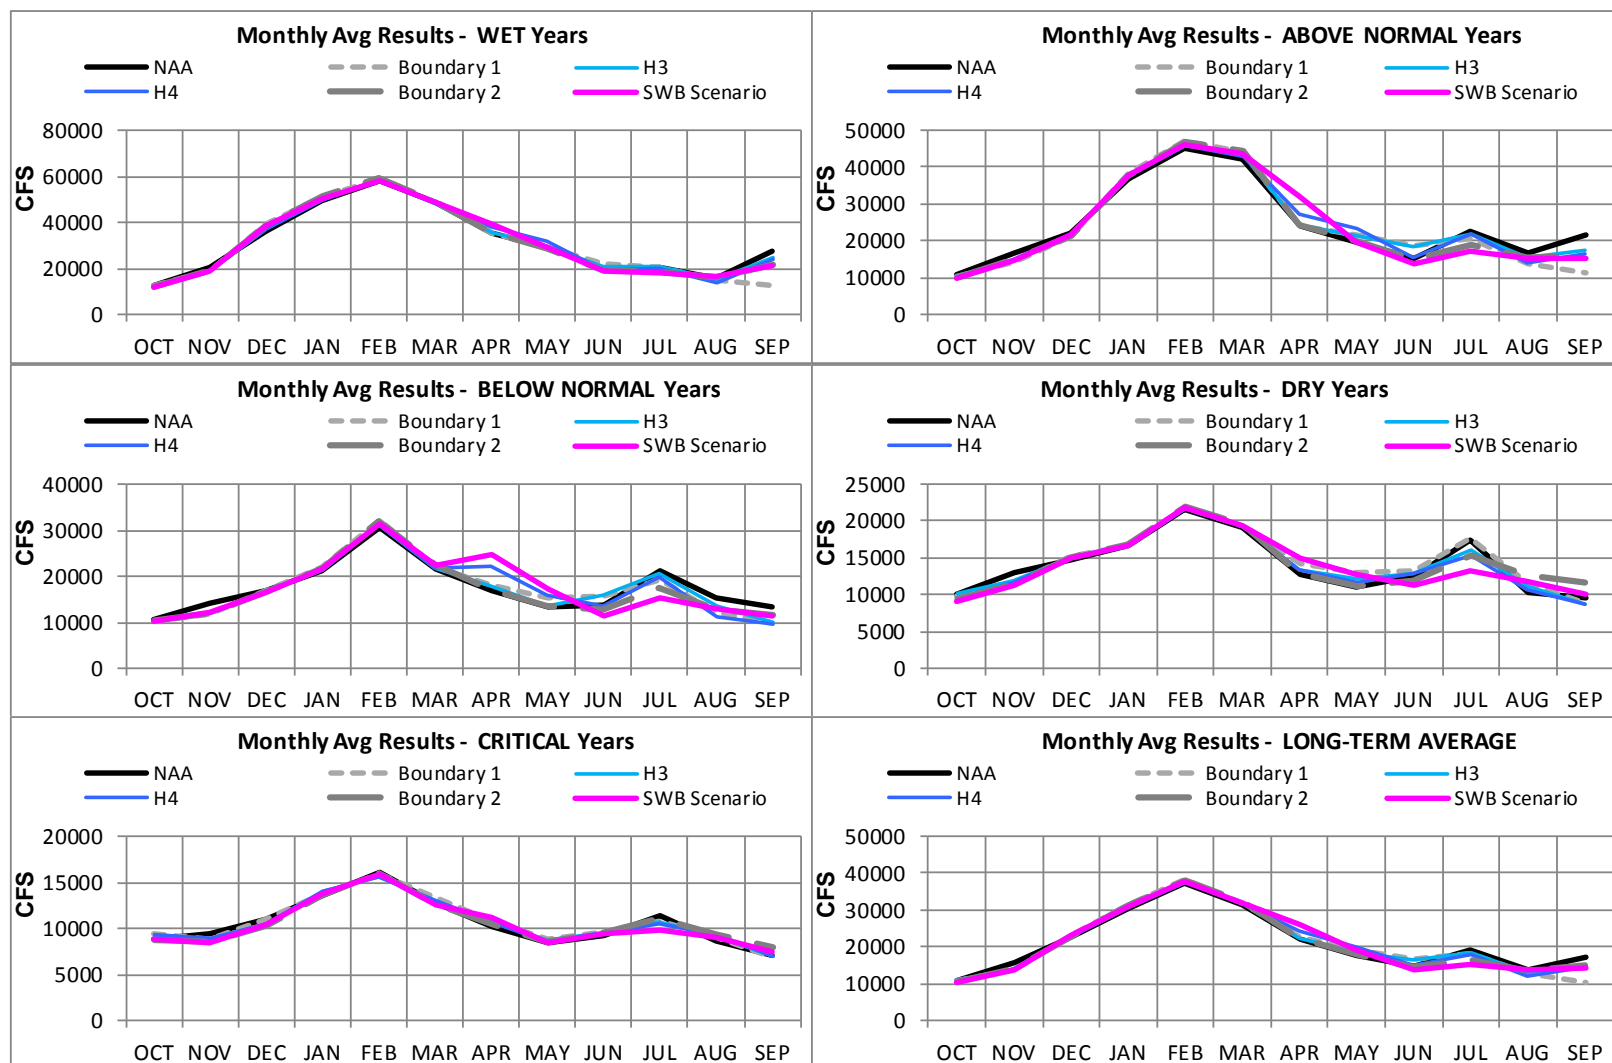 Monthly Avg Results - WET Years
NAA Boundary 1 H3
H4 Boundary 2 SWB Scenario
CFS
80000
60000
40000
20000
0
OCT NOV DEC JAN FEB MAR APR MAY JUN JUL AUG SEP
Monthly Avg Results - ABOVE NORMAL Years
NAA Boundary 1 H3
H4 Boundary 2 SWB Scenario
CFS
50000
40000
30000
20000
10000
0
OCT NOV DEC JAN FEB MAR APR MAY JUN JUL AUG SEP
Monthly Avg Results - BELOW NORMAL Years
NAA Boundary 1 H3
H4 Boundary 2 SWB Scenario
CFS
40000
30000
20000
10000
0
OCT NOV DEC JAN FEB MAR APR MAY JUN JUL AUG SEP
Monthly Avg Results - DRY Years
NAA Boundary 1 H3
H4 Boundary 2 SWB Scenario
CFS
25000
20000
15000
10000
5000
0
OCT NOV DEC JAN FEB MAR APR MAY JUN JUL AUG SEP
Monthly Avg Results - CRITICAL Years
NAA Boundary 1 H3
H4 Boundary 2 SWB Scenario
CFS
20000
15000
10000
5000
0
OCT NOV DEC JAN FEB MAR APR MAY JUN JUL AUG SEP
Monthly Avg Results - LONG-TERM AVERAGE
NAA Boundary 1 H3
H4 Boundary 2 SWB Scenario
CFS
50000
40000
30000
20000
10000
0
OCT NOV DEC JAN FEB MAR APR MAY JUN JUL AUG SEP